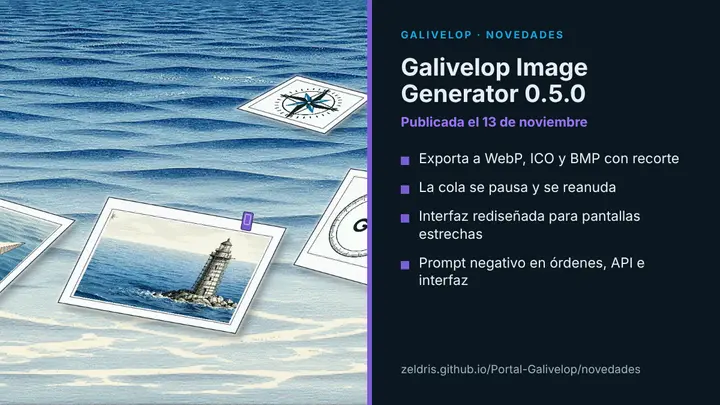 GALIVELOP · NOVEDADES
Galivelop Image
Generator 0.5.0
Publicada el 13 de noviembre
Exporta a WebP, ICO y BMP con recorte
La cola se pausa y se reanuda
Interfaz rediseñada para pantallas
estrechas
Prompt negativo en órdenes, API e
interfaz
zeldris.github.io/Portal-Galivelop/novedades